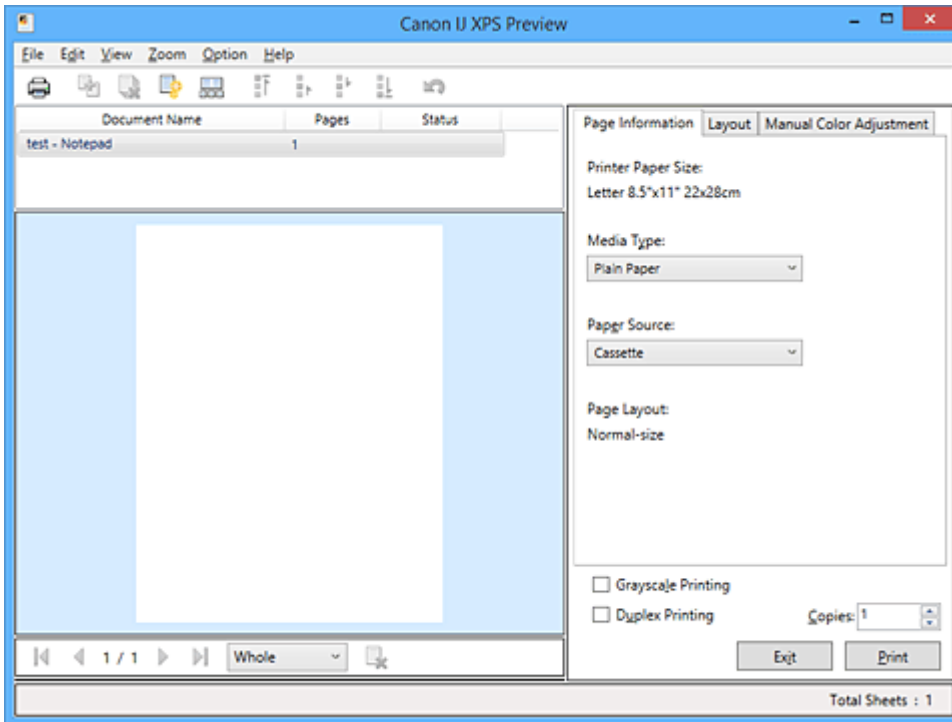 Canon IJ XPS Preview
File Edit View Zoom Option Help
Document Name Pages Status
test - Notepad 1
Page Information Layout Manual Color Adjustment
Printer Paper Size:
Letter 8.5"x11" 22x28cm
Media Type:
Plain Paper
Paper Source:
Cassette
Page Layout:
Normal-size
Grayscale Printing
Duplex Printing Copies: 1
1 / 1 Whole Exit Print
Total Sheets : 1